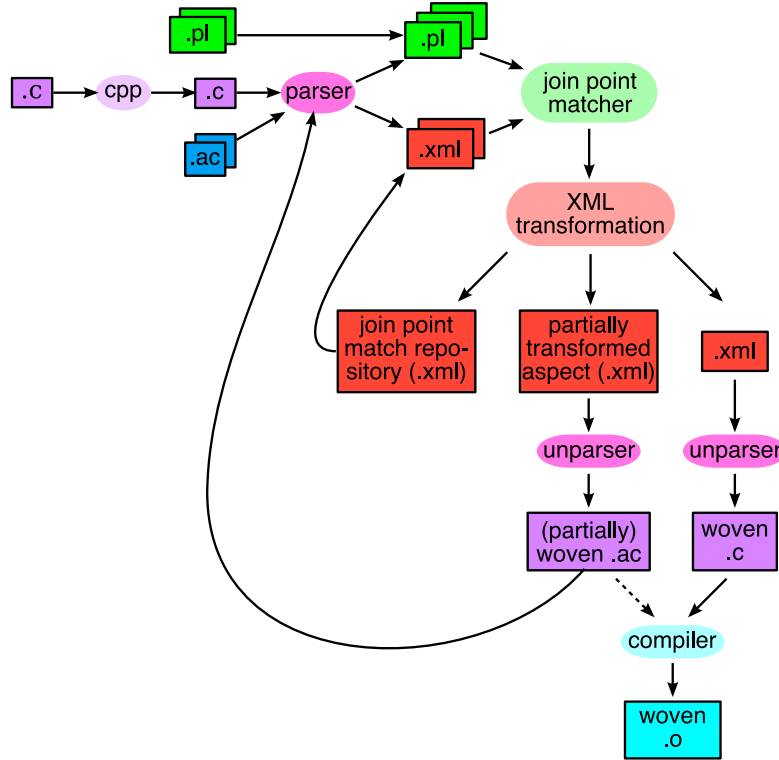 .pl
.pl
.c
cpp
.c
parser
join point
matcher
.ac
.xml
XML
transformation
join point
match repo-
sitory (.xml)
partially
transformed
aspect (.xml)
.xml
unparser
unparser
(partially)
woven .ac
woven
.c
compiler
woven
.o